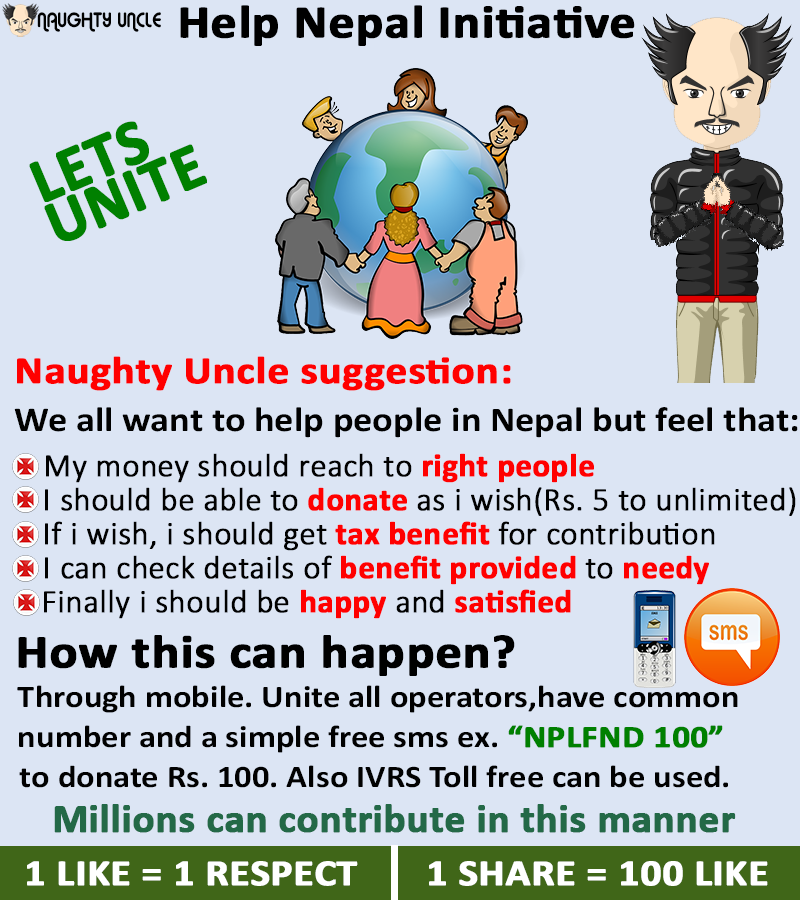 NAUGHTY UNCLE
Help Nepal Initiative
LETS
UNITE
Naughty Uncle suggestion:
We all want to help people in Nepal but feel that:
My money should reach to right people
I should be able to donate as i wish(Rs. 5 to unlimited)
If i wish, i should get tax benefit for contribution
I can check details of benefit provided to needy
Finally i should be happy and satisfied
sms
How this can happen?
Through mobile. Unite all operators,have common
number and a simple free sms ex. “NPLFND 100”
to donate Rs. 100. Also IVRS Toll free can be used.
Millions can contribute in this manner
1 LIKE = 1 RESPECT
1 SHARE = 100 LIKE